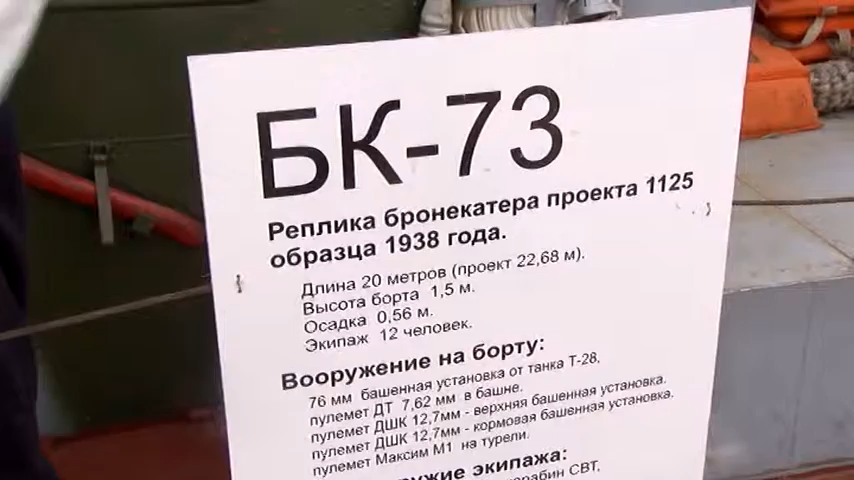 БК-73
Реплика бронекатера проекта 1125
образца 1938 года.
Длина 20 метров (проект 22,68 м).
Высота борта 1,5 м.
Осадка 0,56 м.
Экипаж 12 человек.
Вооружение на борту:
76 мм башенная установка от танка Т-28,
пулемет ДТ 7,62 мм в башне.
пулемет ДШК 12,7мм - верхняя башенная установка.
пулемет ДШК 12,7мм - кормовая башенная установка.
пулемет Максим М1 на турели.
экипажа:
СВТ,